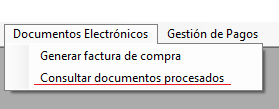 Documentos Electrónicos Gestión de Pagos
Generar factura de compra
Consultar documentos procesados